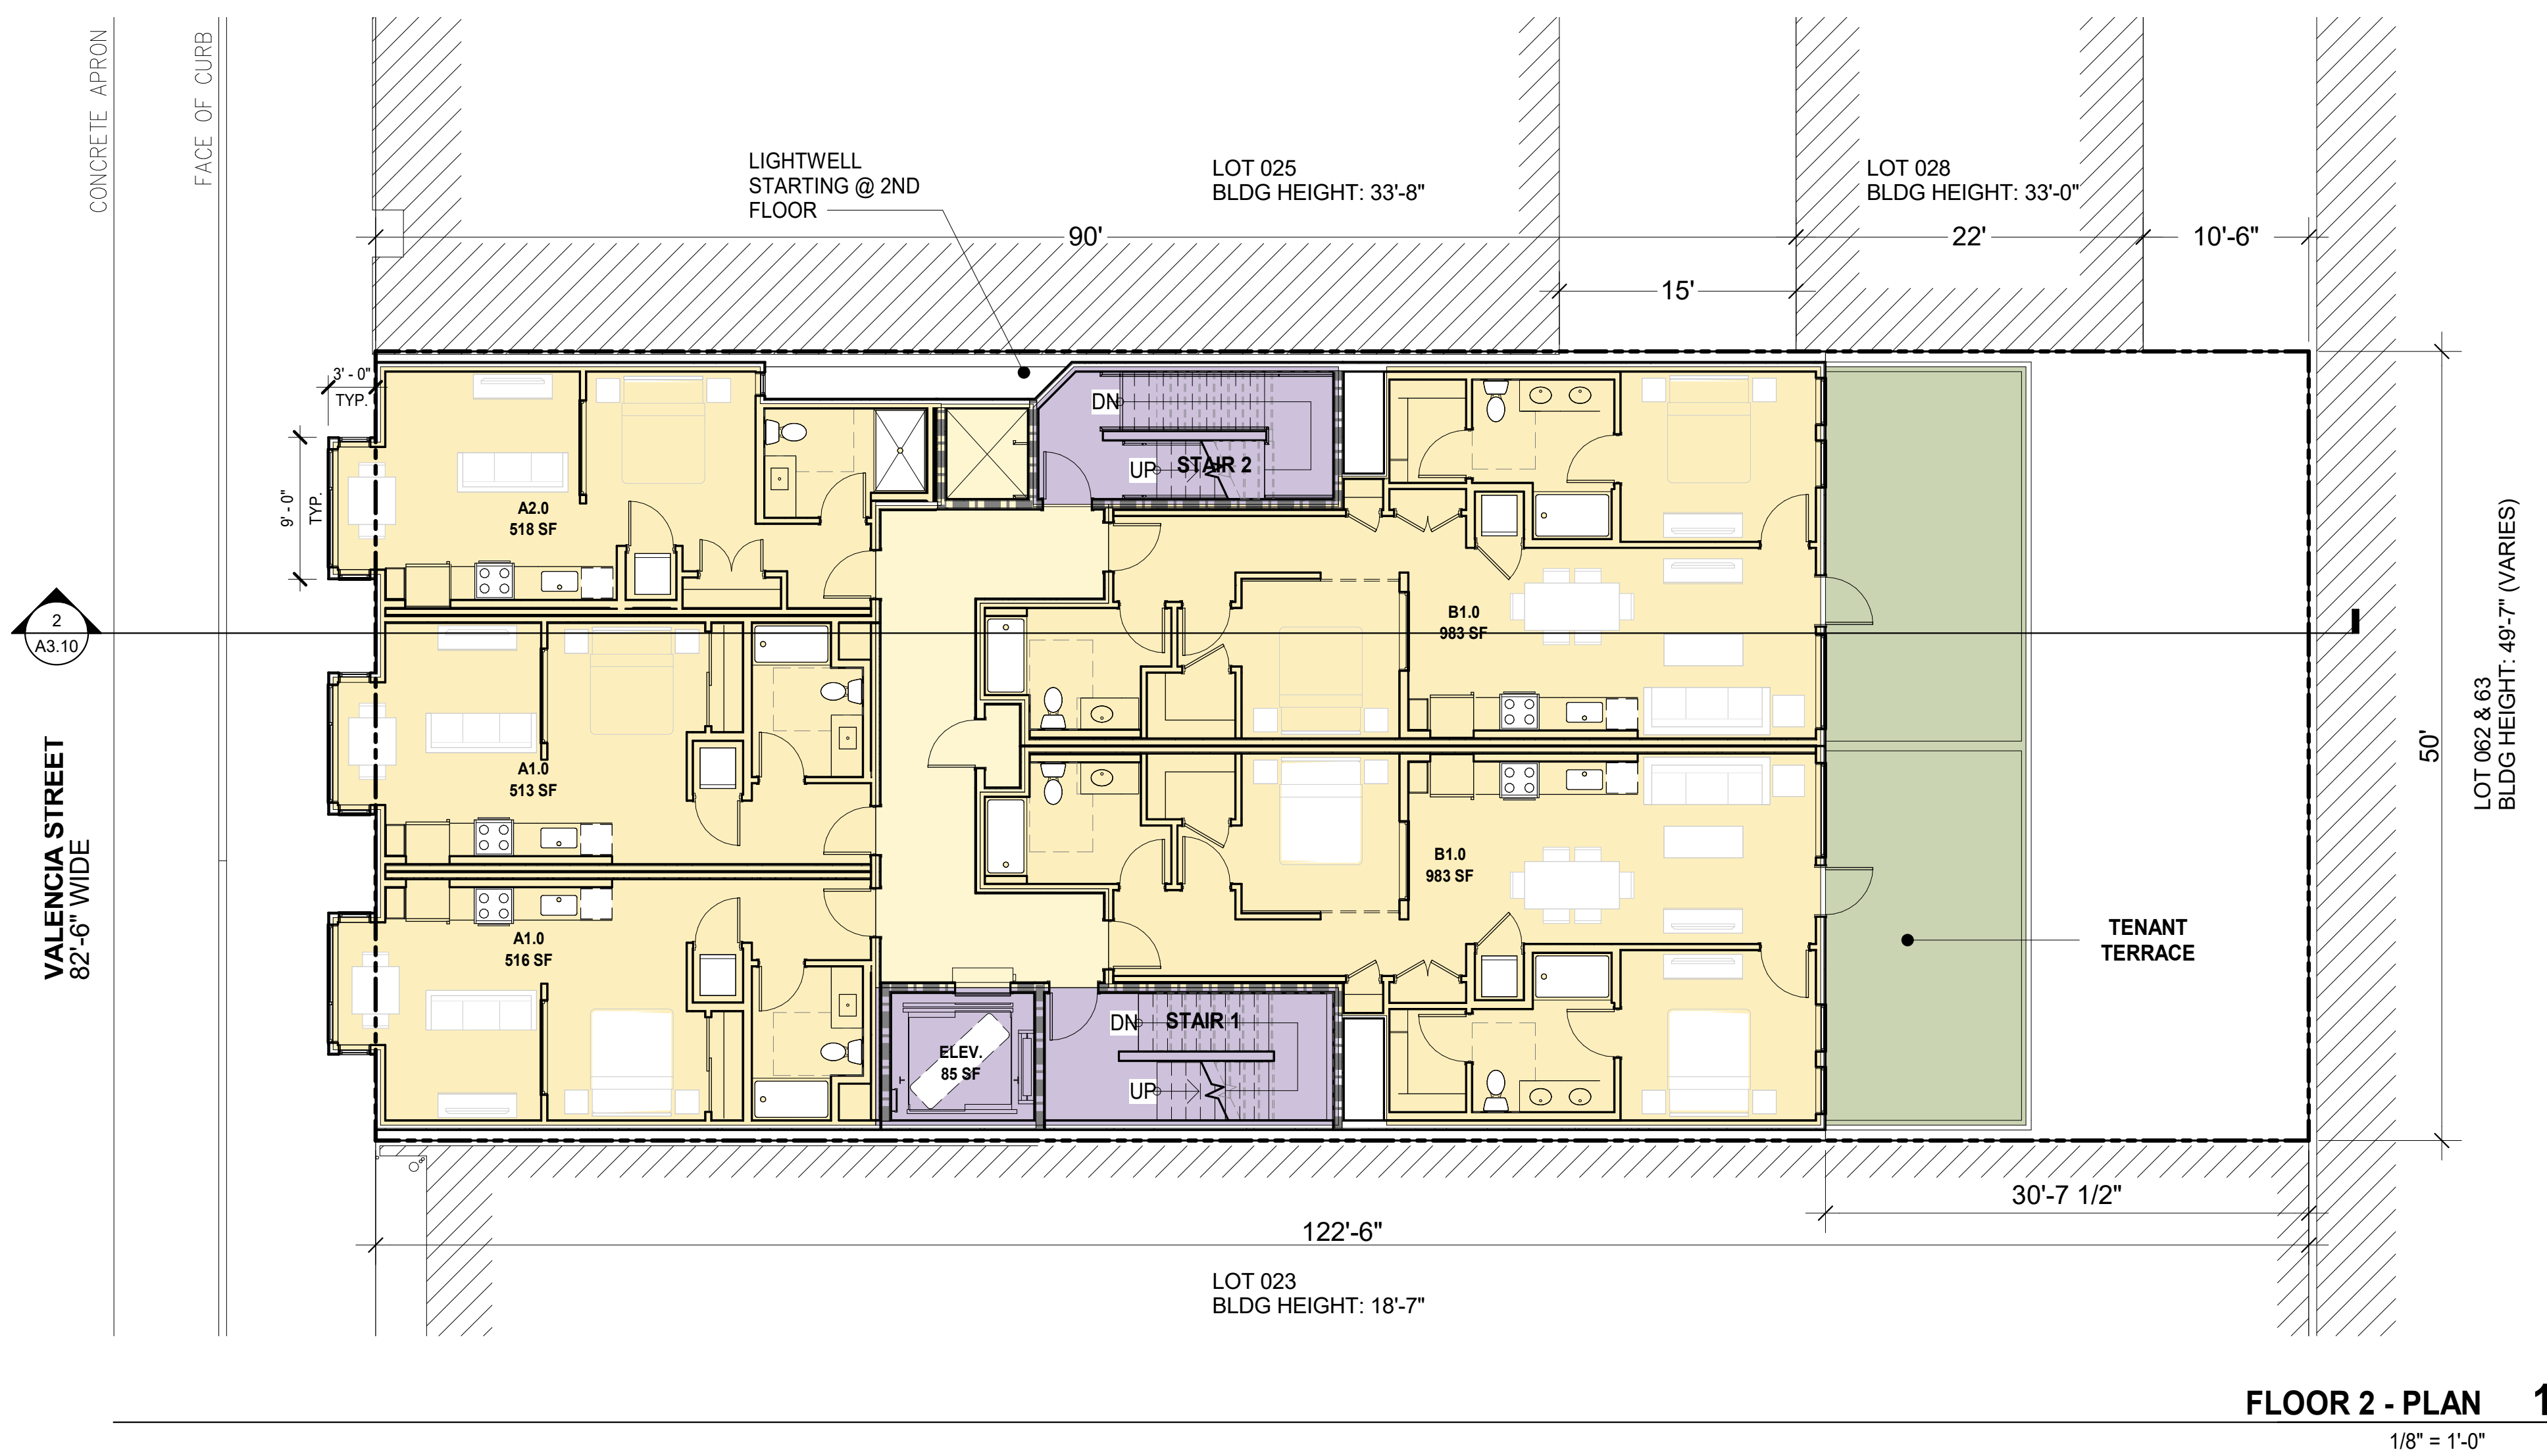 CONCRETE APRON
FACE OF CURB
LIGHTWELL
STARTING @ 2ND
FLOOR
LOT 025
BLDG HEIGHT: 33'-8"
LOT 028
BLDG HEIGHT: 33'-0"
90'
22'
10'-6"
15'
3' - 0"
TYP.
9' - 0"
TYP.
DN
UP
STAIR 2
A2.0
518 SF
B1.0
983 SF
2
A3.10
A1.0
513 SF
VALENCIA STREET
82'-6" WIDE
50'
LOT 062 & 63
BLDG HEIGHT: 49'-7" (VARIES)
B1.0
983 SF
A1.0
516 SF
TENANT
TERRACE
DN
STAIR 1
UP
ELEV.
85 SF
30'-7 1/2"
122'-6"
LOT 023
BLDG HEIGHT: 18'-7"
FLOOR 2 - PLAN
1
1/8" = 1'-0"